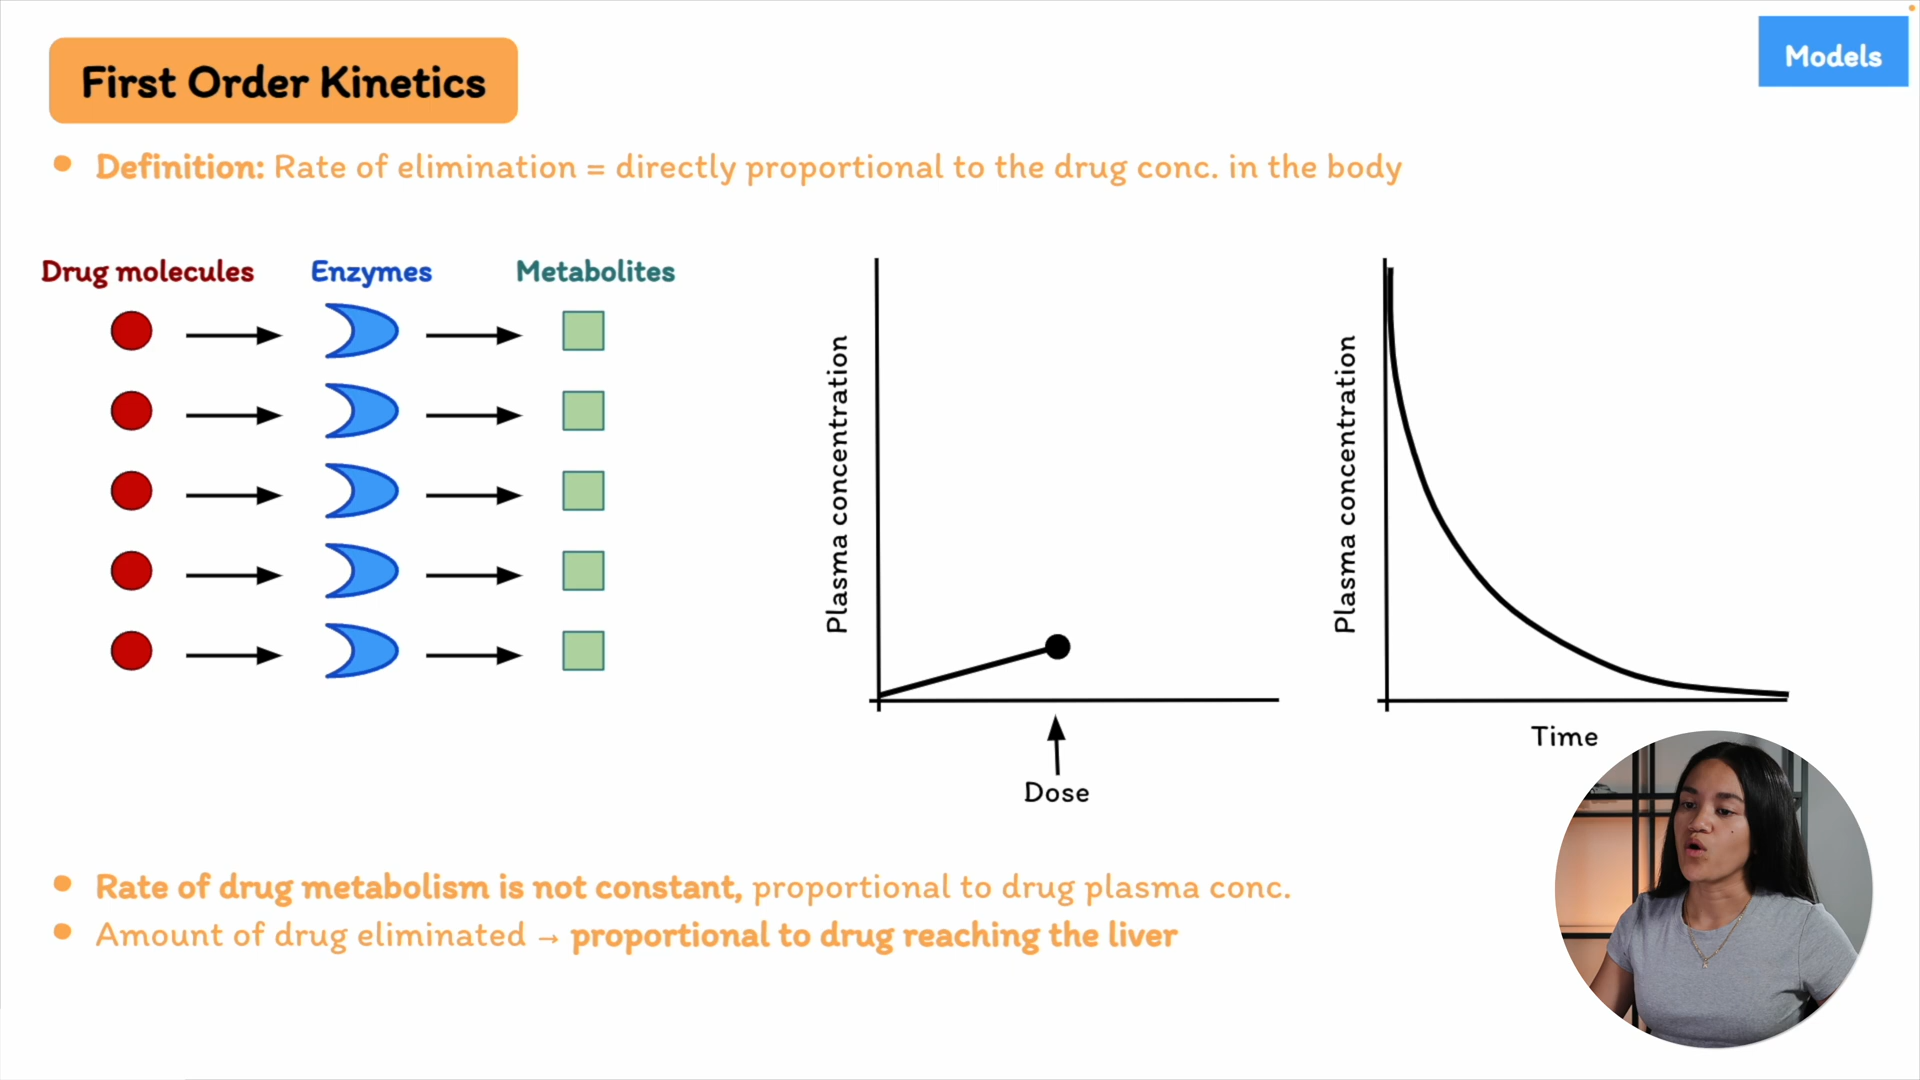 First Order Kinetics
Models
• Definition: Rate of elimination = directly proportional to the drug conc. in the body
Drug molecules
Enzymes
Metabolites
Plasma concentration
Dose
Plasma concentration
Time
• Rate of drug metabolism is not constant, proportional to drug plasma conc.
• Amount of drug eliminated → proportional to drug reaching the liver